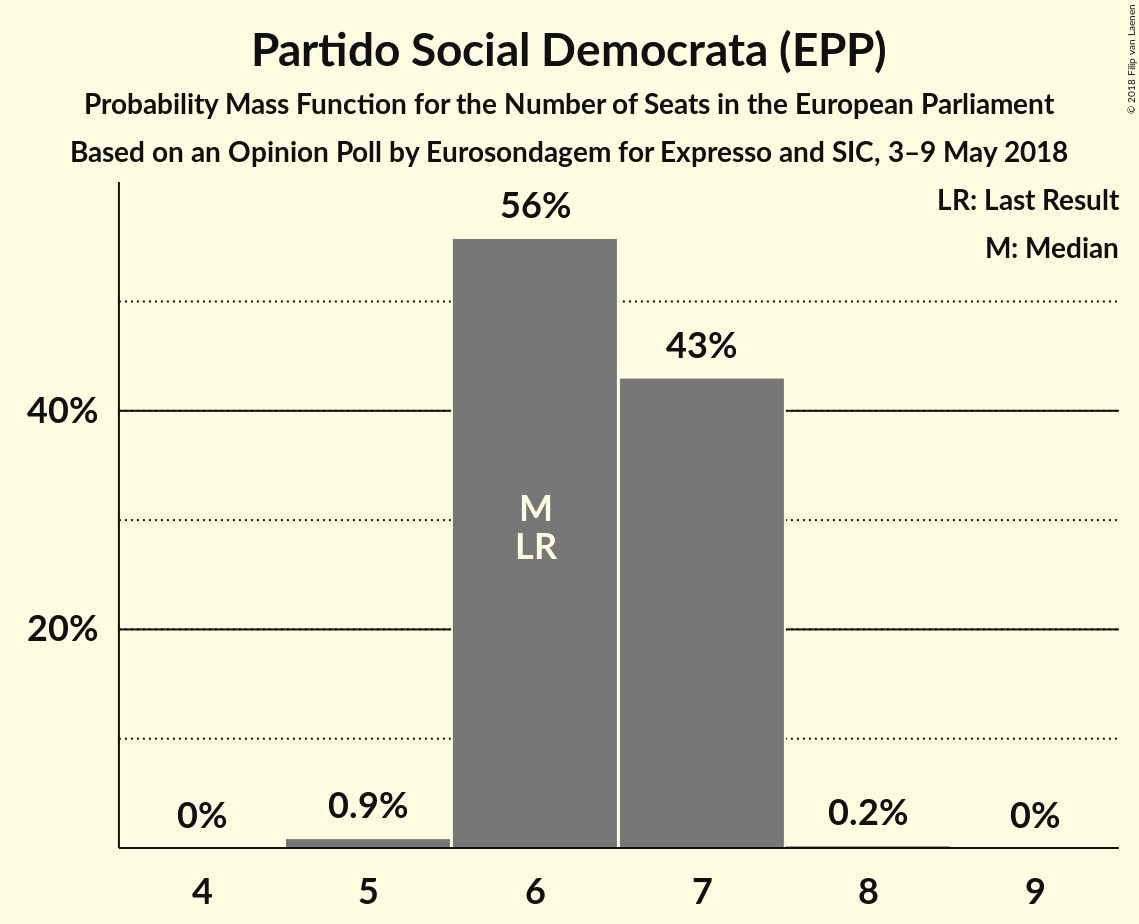 Partido Social Democrata (EPP)
Probability Mass Function for the Number of Seats in the European Parliament
Based on an Opinion Poll by Eurosondagem for Expresso and SIC, 3–9 May 2018
© 2018 Filip van Laenen
LR: Last Result
M: Median
56%
43%
40%
M
LR
20%
0%
0.9%
0.2%
0%
4
5
6
7
8
9